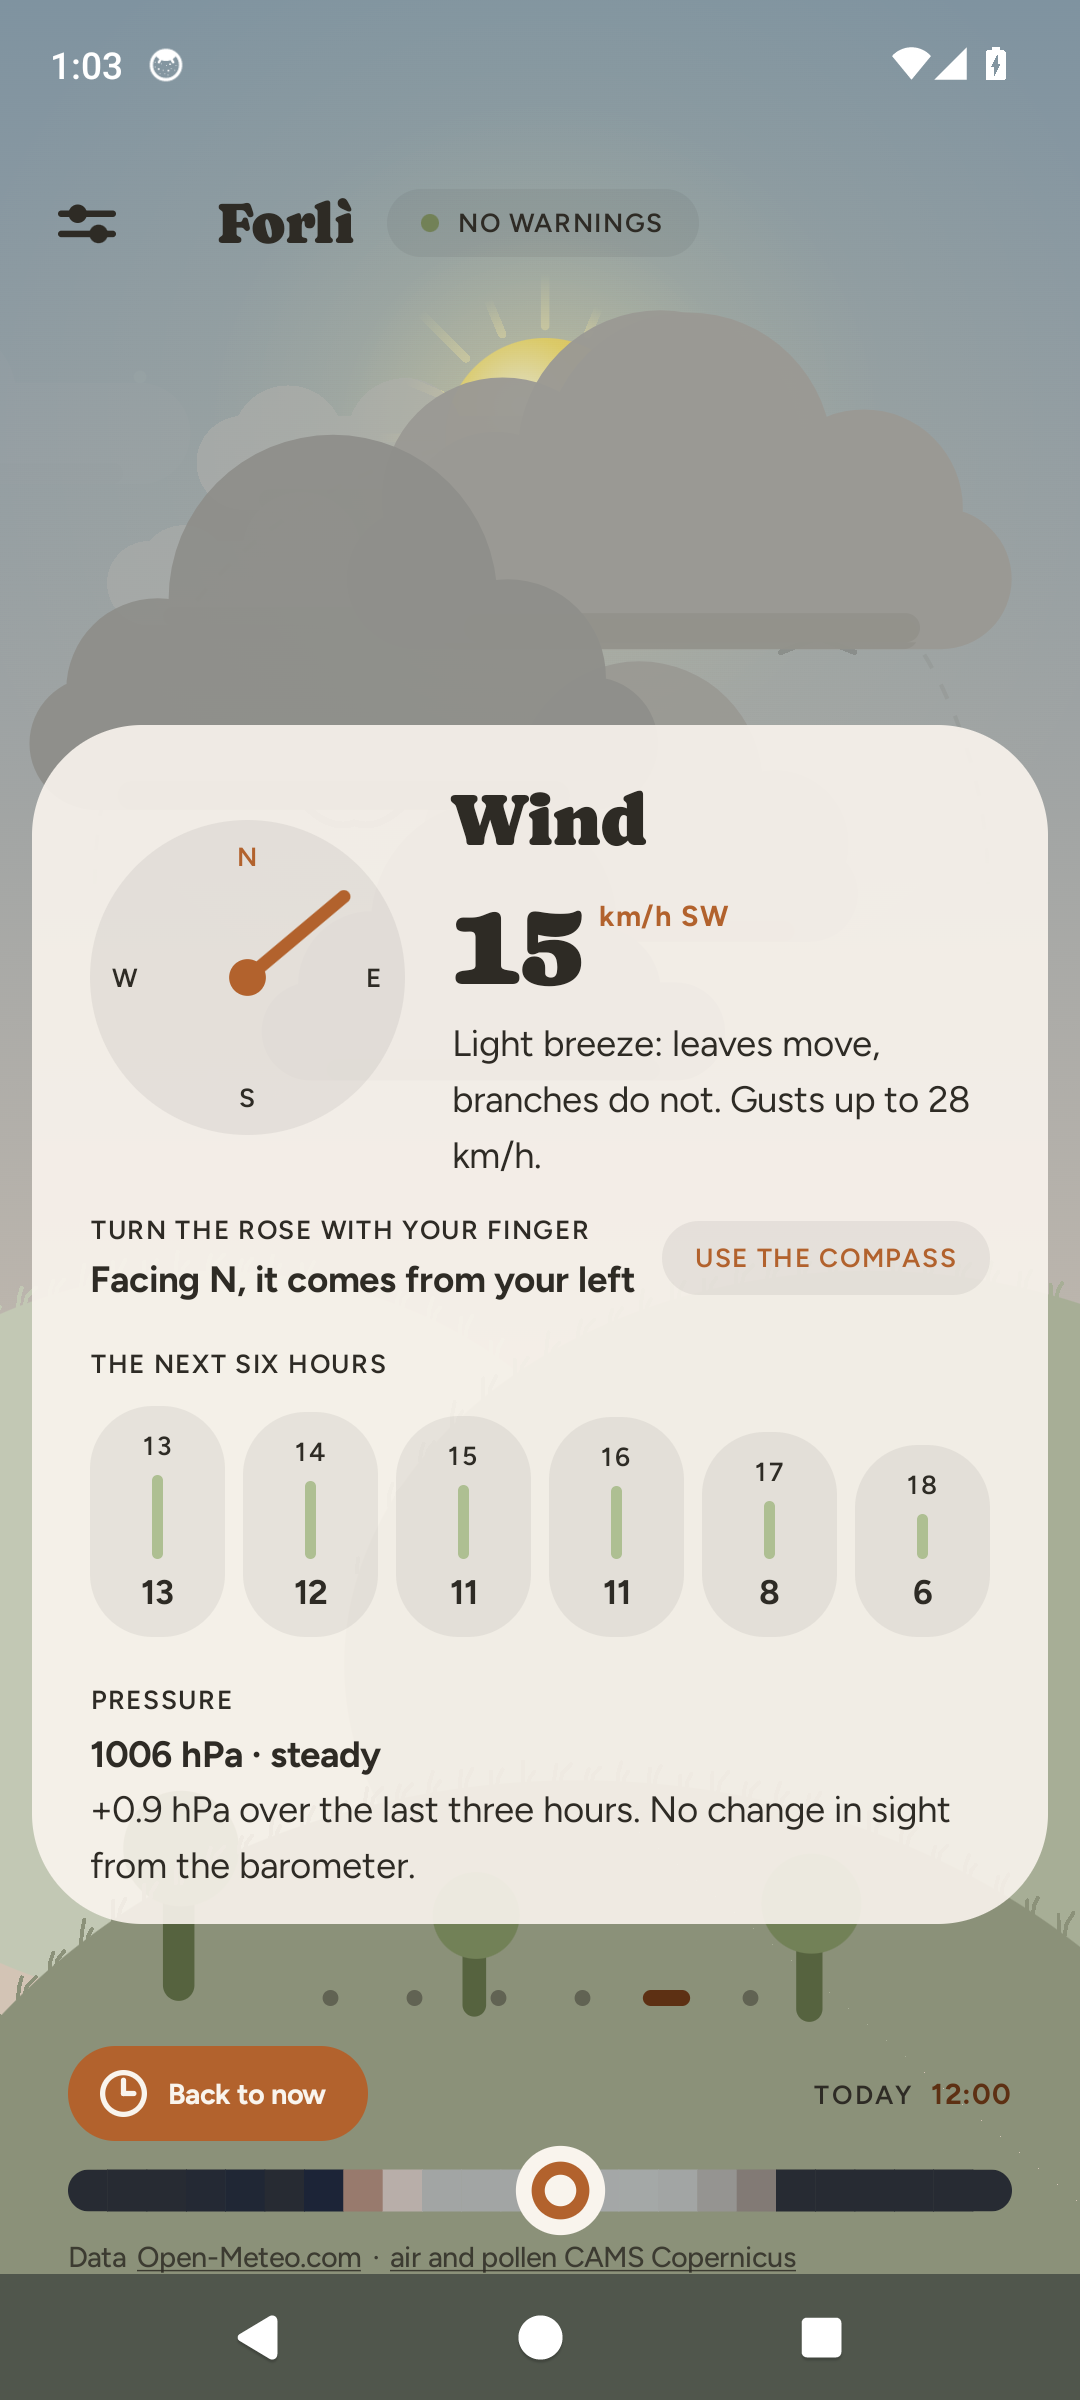 1:03
Forlì
NO WARNINGS
Wind
15 km/h SW
N
W
E
S
Light breeze: leaves move,
branches do not. Gusts up to 28
km/h.
TURN THE ROSE WITH YOUR FINGER
Facing N, it comes from your left
USE THE COMPASS
THE NEXT SIX HOURS
13 14 15 16 17 18
13 12 11 11 8 6
PRESSURE
1006 hPa · steady
+0.9 hPa over the last three hours. No change in sight
from the barometer.
Back to now
TODAY 12:00
Data Open-Meteo.com · air and pollen CAMS Copernicus